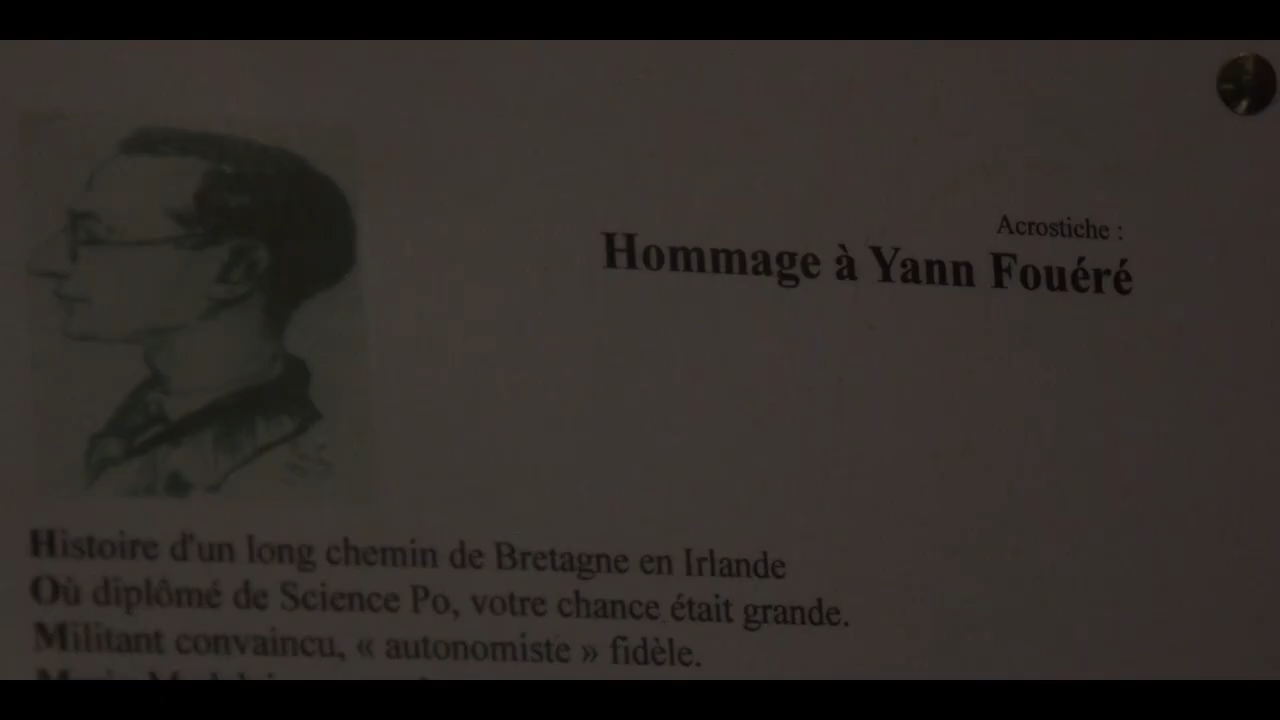 Acrostiche :
Hommage à Yann Fouéré
Histoire d'un long chemin de Bretagne en Irlande
Où diplômé de Science Po, votre chance était grande.
Militant convaincu, « autonomiste » fidèle.